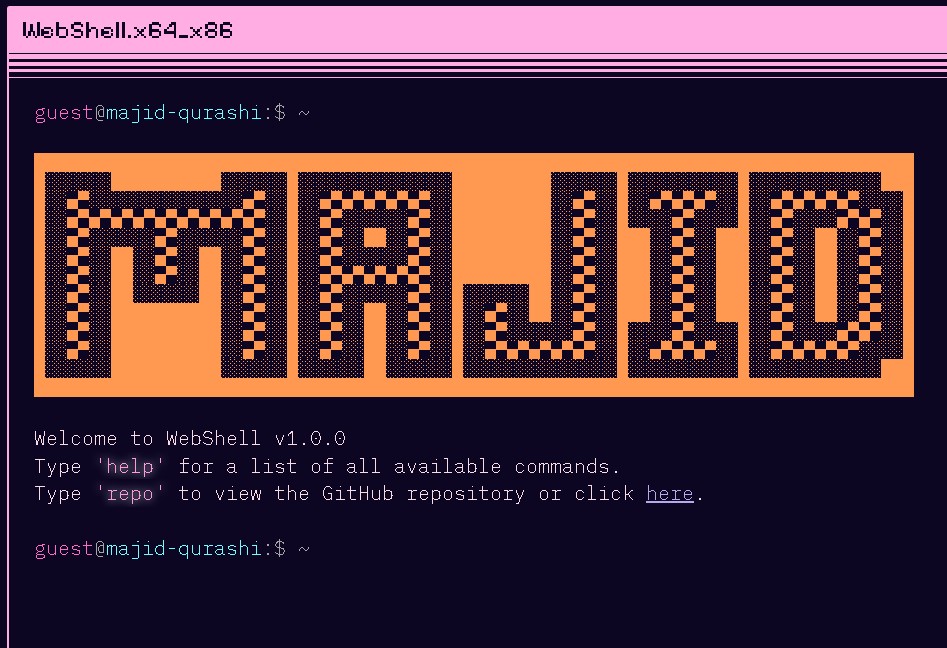 WebShell.x64_x86
guest@majid-qurashi:$ ~
MAJID
Welcome to WebShell v1.0.0
Type 'help' for a list of all available commands.
Type 'repo' to view the GitHub repository or click here.
guest@majid-qurashi:$ ~